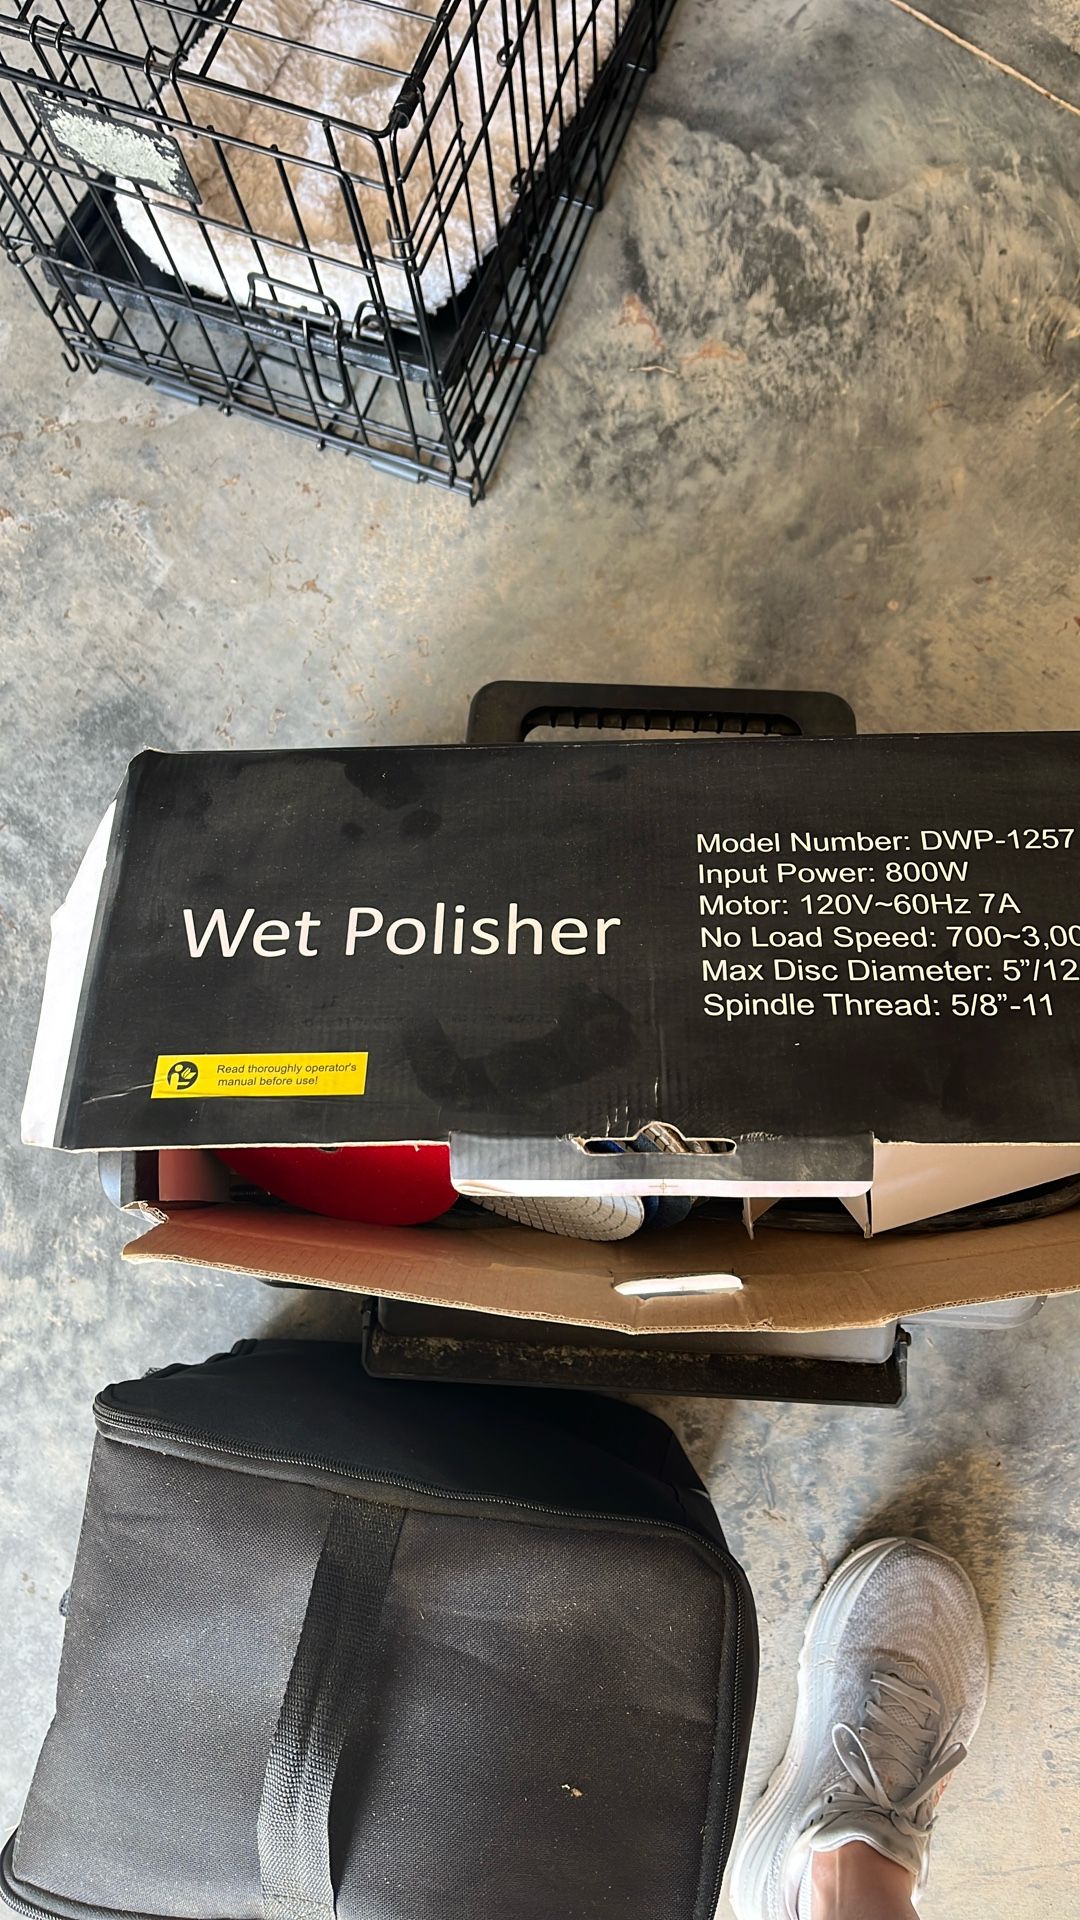 Wet Polisher
Model Number: DWP-1257
Input Power: 800W
Motor: 120V~60Hz 7A
No Load Speed: 700~3,00
Max Disc Diameter: 5”/12
Spindle Thread: 5/8”-11
Read thoroughly operator's
manual before use!